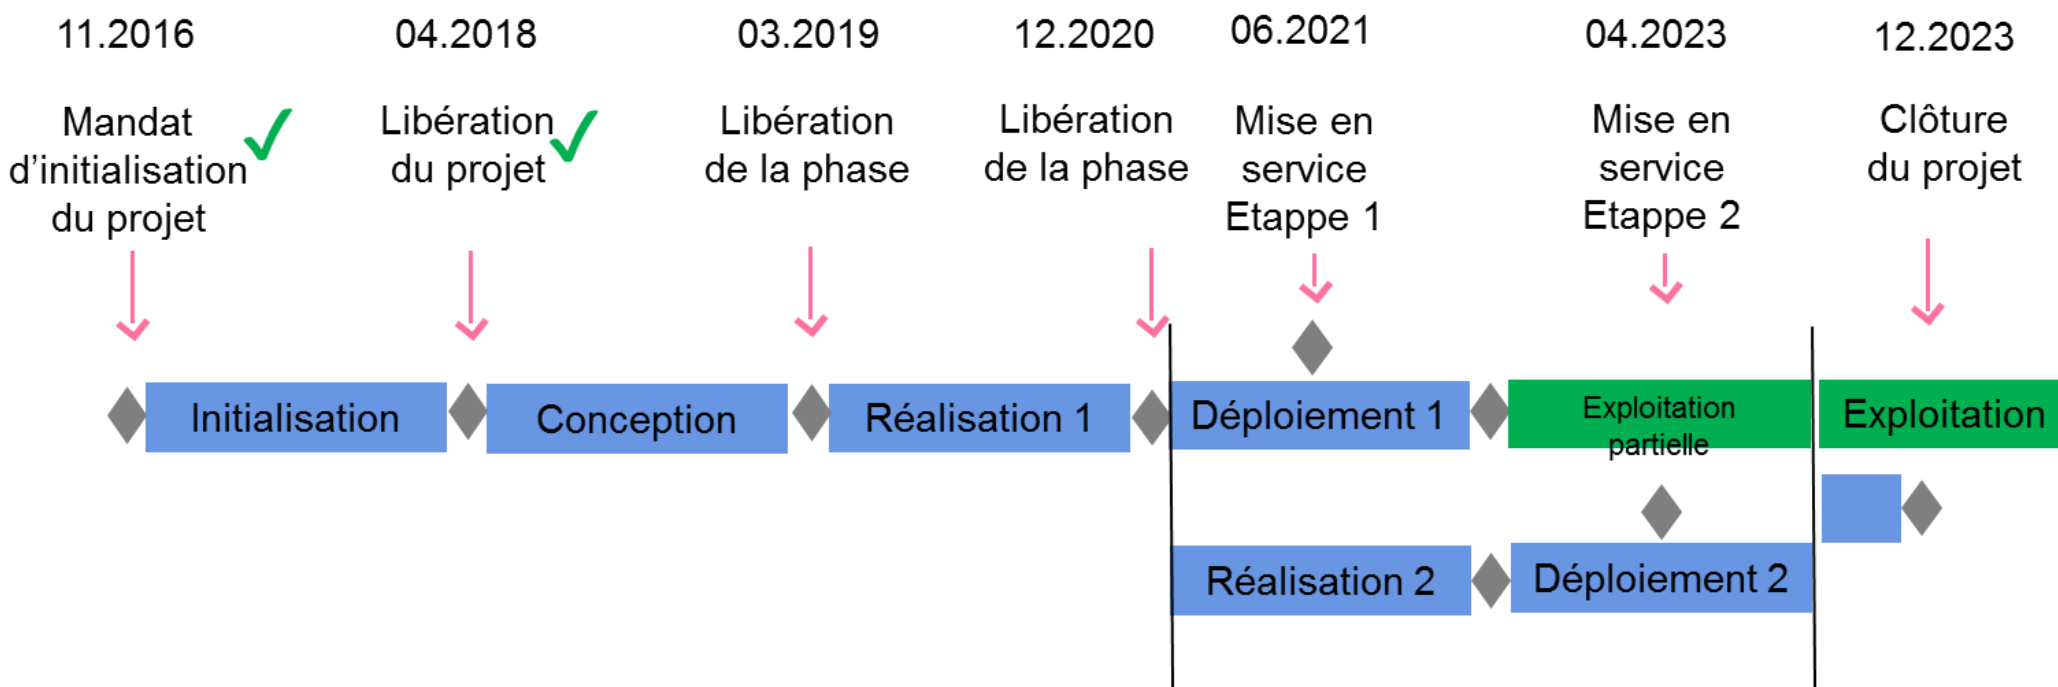 11.2016
04.2018
03.2019
12.2020
06.2021
04.2023
12.2023
Mandat
d'initialisation
du projet
Libération
du projet
Libération
de la phase
Libération
de la phase
Mise en
service
Etappe 1
Mise en
service
Etappe 2
Clôture
du projet
Initialisation
Conception
Réalisation 1
Déploiement 1
Exploitation
partielle
Exploitation
Réalisation 2
Déploiement 2